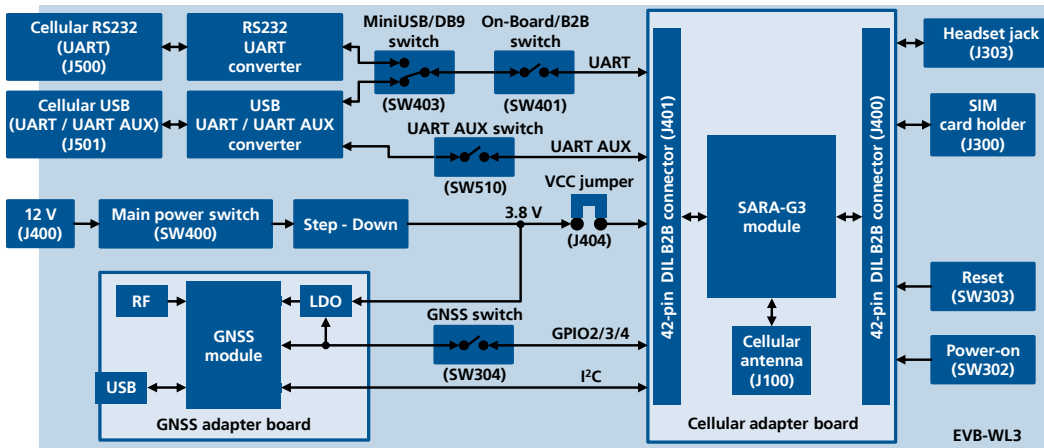 Cellular RS232
(UART)
(J500)
RS232
UART
converter
MiniUSB/DB9
switch
(SW403)
On-Board/B2B
switch
(SW401)
UART
Cellular USB
(UART / UART AUX)
(J501)
USB
UART / UART AUX
converter
UART AUX switch
(SW510)
UART AUX
12 V
(J400)
Main power switch
(SW400)
Step - Down
3.8 V
VCC jumper
(J404)
RF
GNSS
module
LDO
USB
GNSS adapter board
GNSS switch
(SW304)
GPIO2/3/4
I²C
42-pin DIL B2B connector (J401)
SARA-G3
module
Cellular
antenna
(J100)
42-pin DIL B2B connector (J400)
Cellular adapter board
Headset jack
(J303)
SIM
card holder
(J300)
Reset
(SW303)
Power-on
(SW302)
EVB-WL3